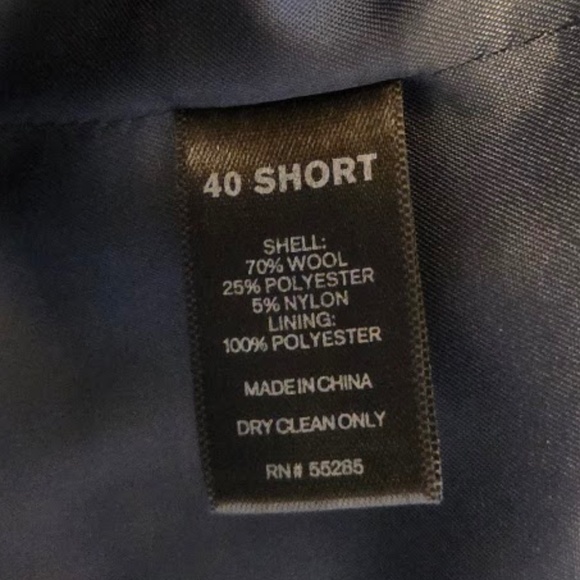 40 SHORT
SHELL:
70% WOOL
25% POLYESTER
5% NYLON
LINING:
100% POLYESTER
MADE IN CHINA
DRY CLEAN ONLY
RN# 55285